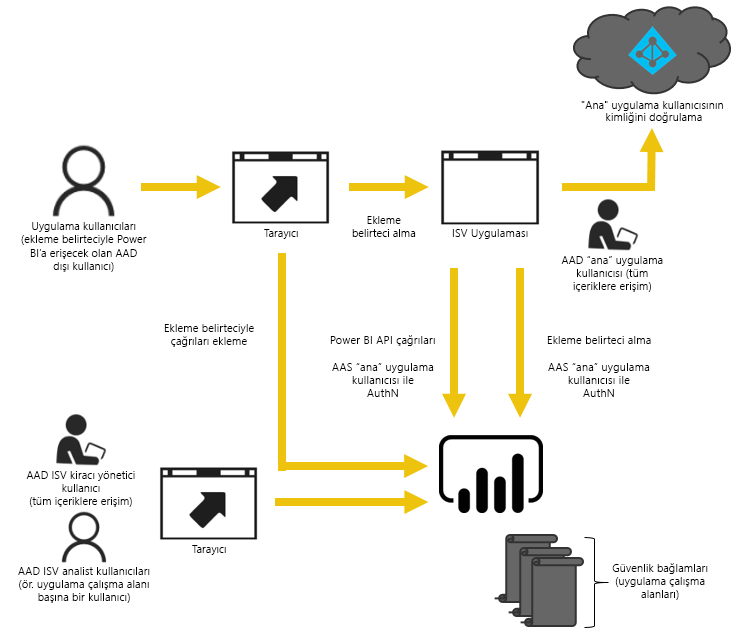 "Ana" uygulama kullanıcısının
kimliğini doğrulama
Uygulama kullanıcıları
(ekleme belirteciyle Power
BI'a erişecek olan AAD
dışı kullanıcı)
Tarayıcı
Ekleme
belirteci alma
ISV Uygulaması
AAD “ana” uygulama
kullanıcısı (tüm
içeriklere erişim)
Ekleme belirteciyle
çağrıları ekleme
Power BI API çağrıları
AAS “ana” uygulama
kullanıcısı ile
AuthN
Ekleme belirteci alma
AAS “ana” uygulama
kullanıcısı ile
AuthN
AAD ISV kiracı yönetici
kullanıcı
(tüm içeriklere erişim)
AAD ISV analist kullanıcıları
(ör. uygulama çalışma alanı
başına bir kullanıcı)
Tarayıcı
Güvenlik bağlamları
(uygulama çalışma
alanları)